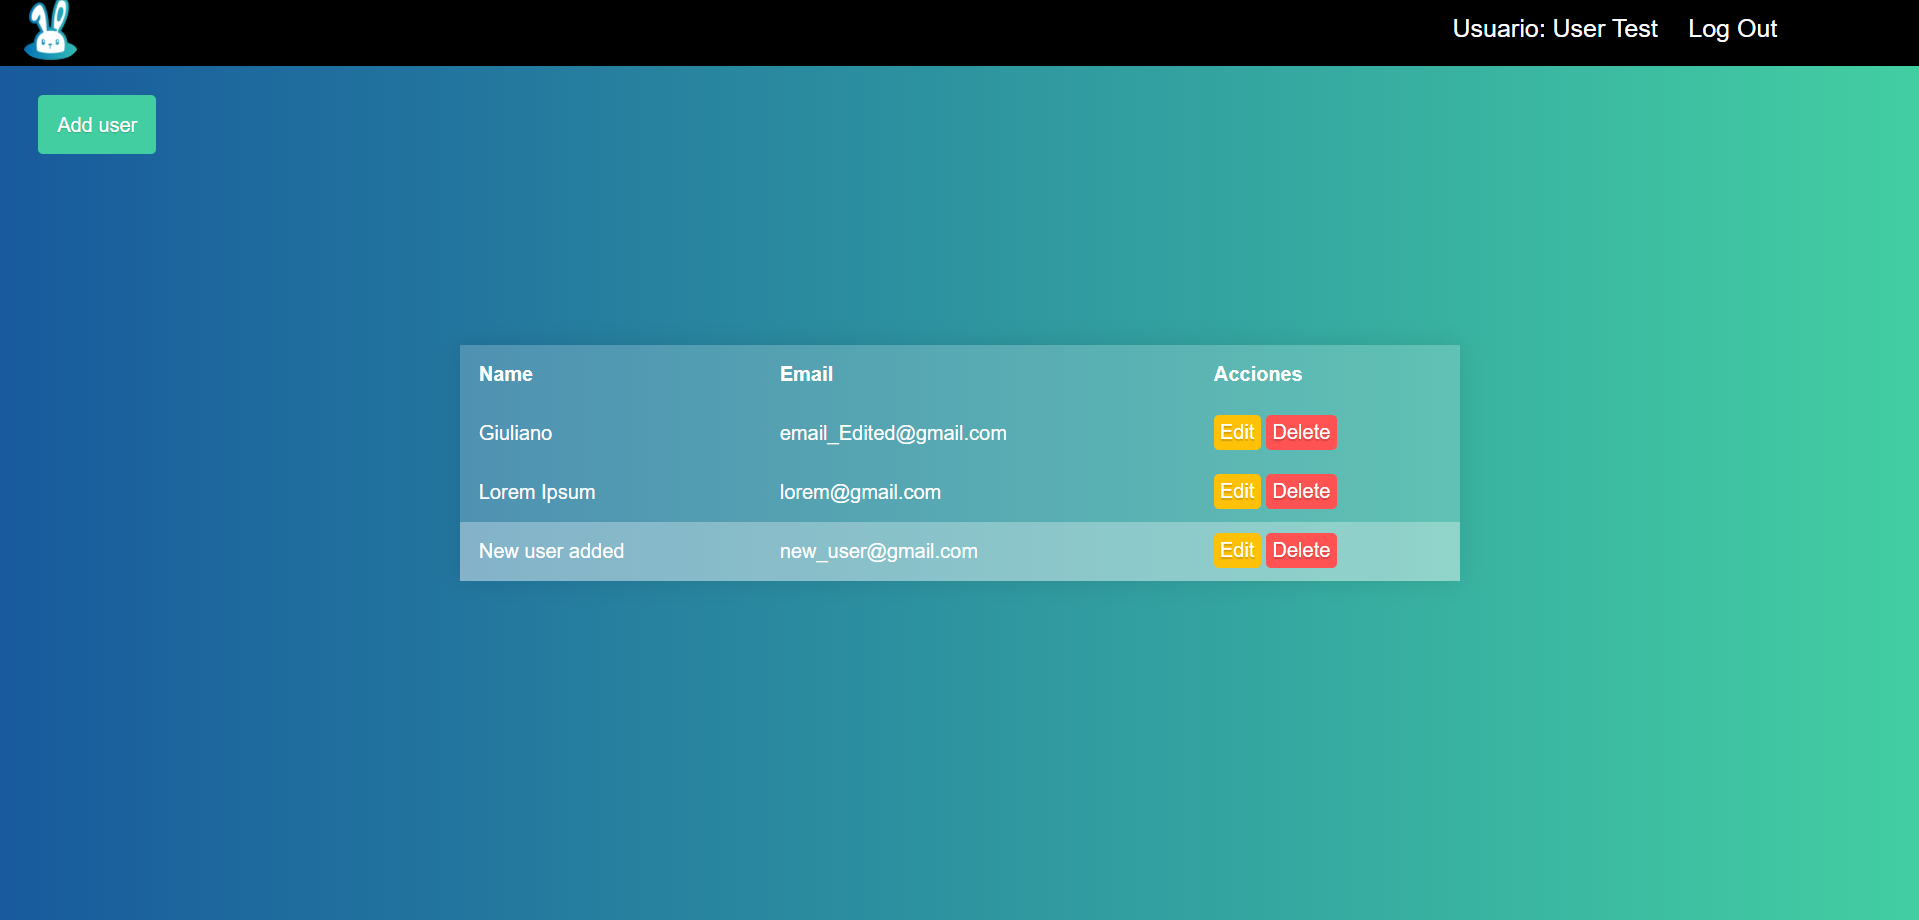 Usuario: User Test Log Out
Add user
Name Email Acciones
Giuliano email_Edited@gmail.com Edit Delete
Lorem Ipsum lorem@gmail.com Edit Delete
New user added new_user@gmail.com Edit Delete